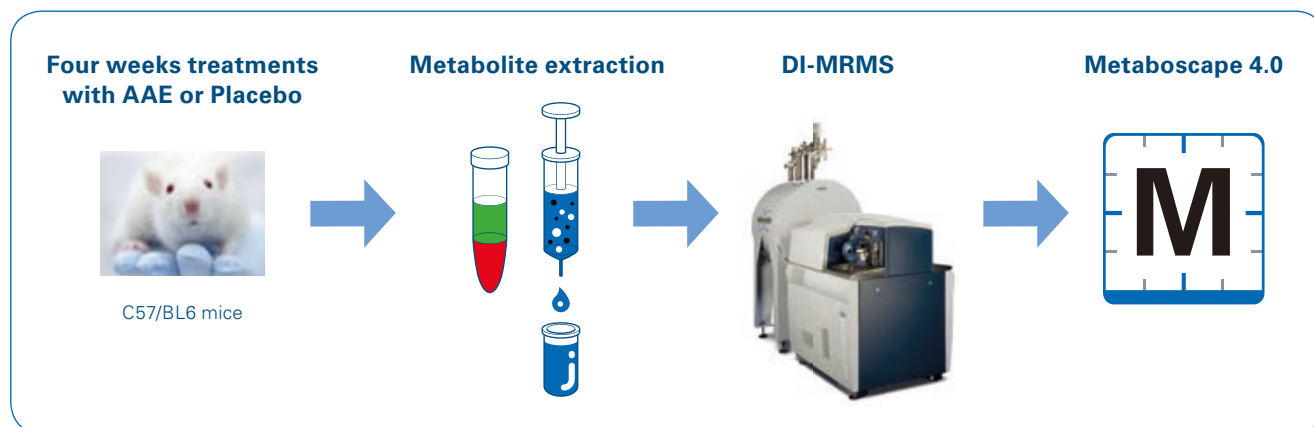 Four weeks treatments
with AAE or Placebo
Metabolite extraction
DI-MRMS
Metaboscape 4.0
C57/BL6 mice
j
M